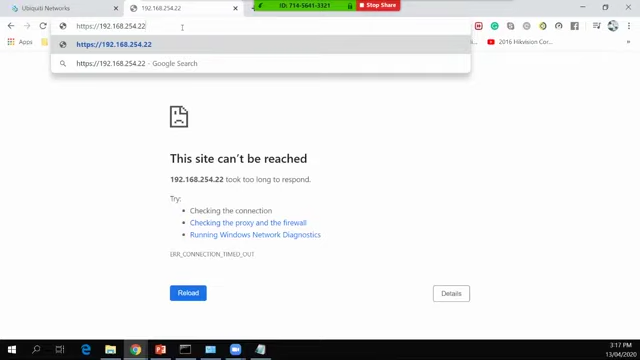 Ubiquiti Networks
192.168.254.22
ID: 714-5641-3321
Stop Share
https://192.168.254.22
Apps
2016 Hikvision Com
https://192.168.254.22
https://192.168.254.22 - Google Search
This site can't be reached
192.168.254.22 took too long to respond.
Try:
Checking the connection
Checking the proxy and the firewall
Running Windows Network Diagnostics
ERR_CONNECTION_TIMED_OUT
Reload
Details
3:17 PM
13/04/2020